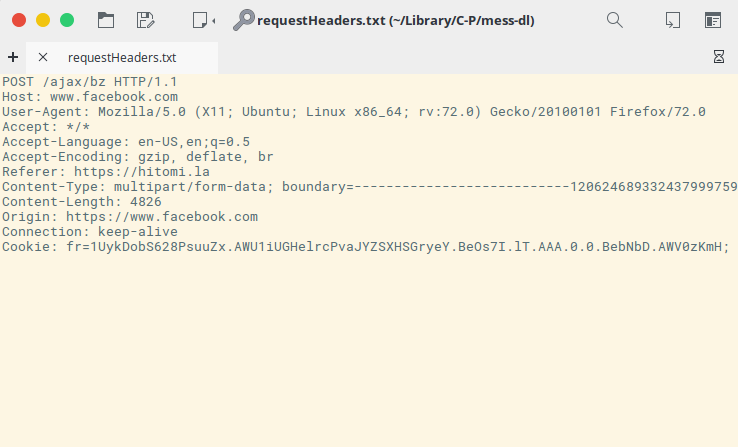 requestHeaders.txt (~/Library/C-P/mess-dl)
requestHeaders.txt
POST /ajax/bz HTTP/1.1
Host: www.facebook.com
User-Agent: Mozilla/5.0 (X11; Ubuntu; Linux x86_64; rv:72.0) Gecko/20100101 Firefox/72.0
Accept: */*
Accept-Language: en-US,en;q=0.5
Accept-Encoding: gzip, deflate, br
Referer: https://hitomi.la
Content-Type: multipart/form-data; boundary=---------------------------120624689332437999759
Content-Length: 4826
Origin: https://www.facebook.com
Connection: keep-alive
Cookie: fr=1UykDobS628PsuuZx.AWU1iUGHelrcPvaJYZSXHSGryeY.BeOs7I.lT.AAA.0.0.BebNbD.AWV0zKmH;